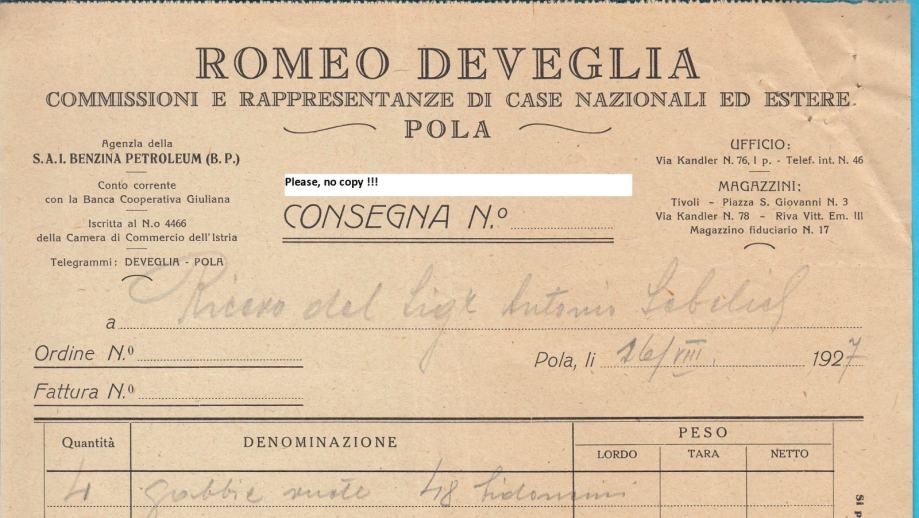 ROMEO DEVEGLIA
COMMISSIONI E RAPPRESENTANZE DI CASE NAZIONALI ED ESTERE
POLA
Agenzia della
S.A.I. BENZINA PETROLEUM (B. P.)
Conto corrente
con la Banca Cooperativa Giuliana
Iscritta al N.o 4466
della Camera di Commercio dell'Istria
Telegrammi: DEVEGLIA - POLA
Please, no copy !!!
CONSEGNA N.º
UFFICIO:
Via Kandler N. 76, I p. - Telef. int. N. 46
MAGAZZINI:
Tivoli - Piazza S. Giovanni N. 3
Via Kandler N. 78 - Riva Vitt. Em. III
Magazzino fiduciario N. 17
del Sigr Antonio
a
Ordine N.º
Pola, li 26/VIII 1927
Fattura N.º
Quantità DENOMINAZIONE PESO
LORDO TARA NETTO
4 gabbie vuote 48
Si p